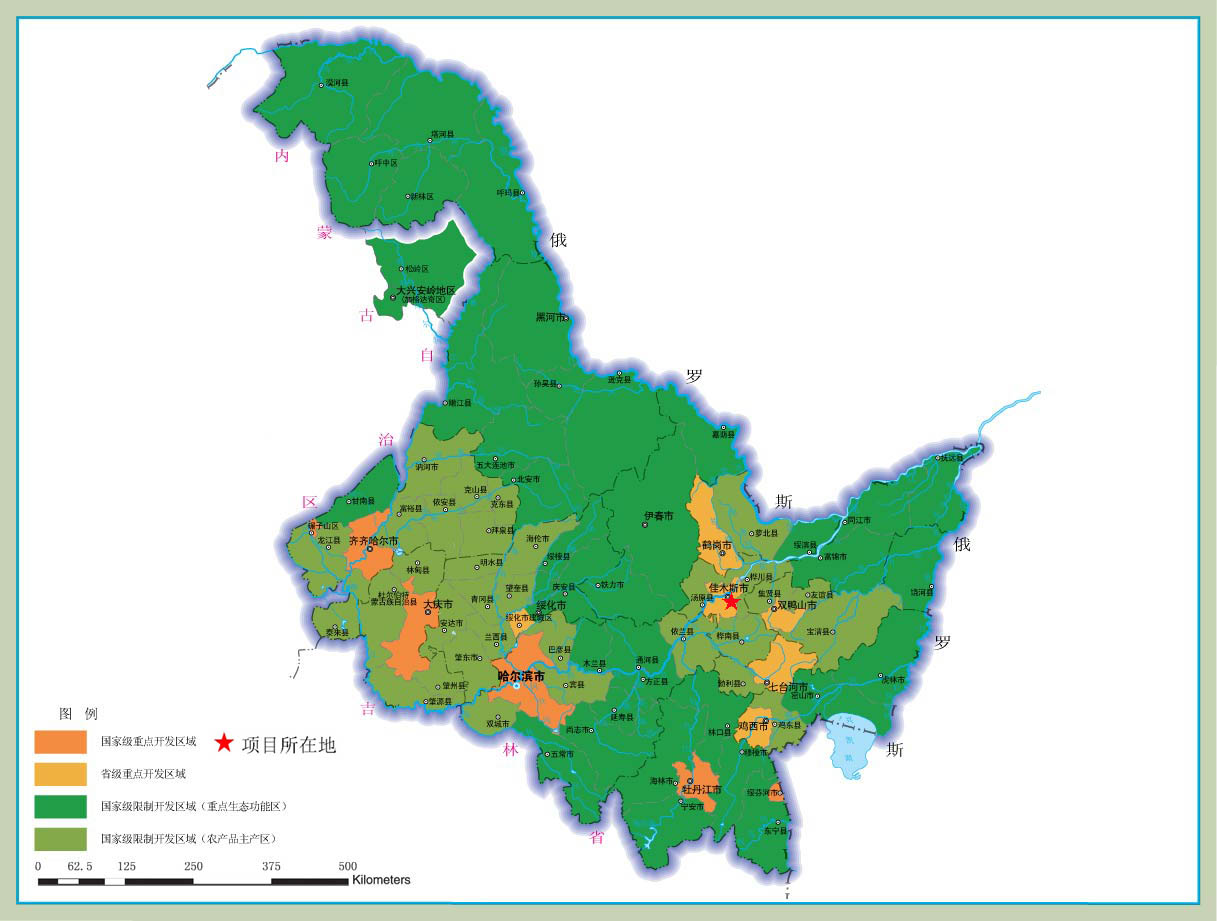 漠河县
塔河县
呼中区
新林区
呼玛县
内
蒙
古
自
治
区
俄
罗
斯
松岭区
大兴安岭地区
(加格达奇区)
黑河市
孙吴县
逊克县
嫩江县
嘉荫县
讷河市
五大连池市
北安市
克山县
克东县
依安县
富裕县
甘南县
碾子山区
龙江县
齐齐哈尔市
拜泉县
海伦市
伊春市
鹤岗市
萝北县
绥滨县
同江市
抚远县
富锦市
俄
罗
斯
饶河县
林甸县
明水县
绥棱县
望奎县
庆安县
铁力市
杜尔伯特
蒙古族自治县
大庆市
青冈县
绥化市
绥化市建城区
安达市
兰西县
泰来县
桦川县
佳木斯市
汤原县
集贤县
双鸭山市
友谊县
宝清县
依兰县
桦南县
肇东市
巴彦县
木兰县
通河县
方正县
哈尔滨市
宾县
肇州县
肇源县
双城市
尚志市
延寿县
五常市
勃利县
七台河市
密山市
虎林市
林口县
鸡西市
鸡东县
穆棱市
海林市
牡丹江市
宁安市
绥芬河市
东宁县
吉
林
省
图 例
国家级重点开发区域
项目所在地
省级重点开发区域
国家级限制开发区域（重点生态功能区）
国家级限制开发区域（农产品主产区）
0 62.5 125 250 375 500
Kilometers